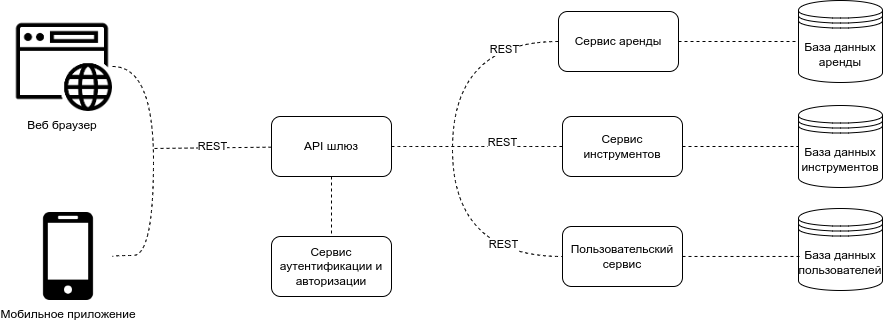 Веб браузер
Мобильное приложение
REST
API шлюз
Сервис
аутентификации и
авторизации
REST
Сервис аренды
База данных
аренды
REST
Сервис
инструментов
База данных
инструментов
REST
Пользовательский
сервис
База данных
пользователей